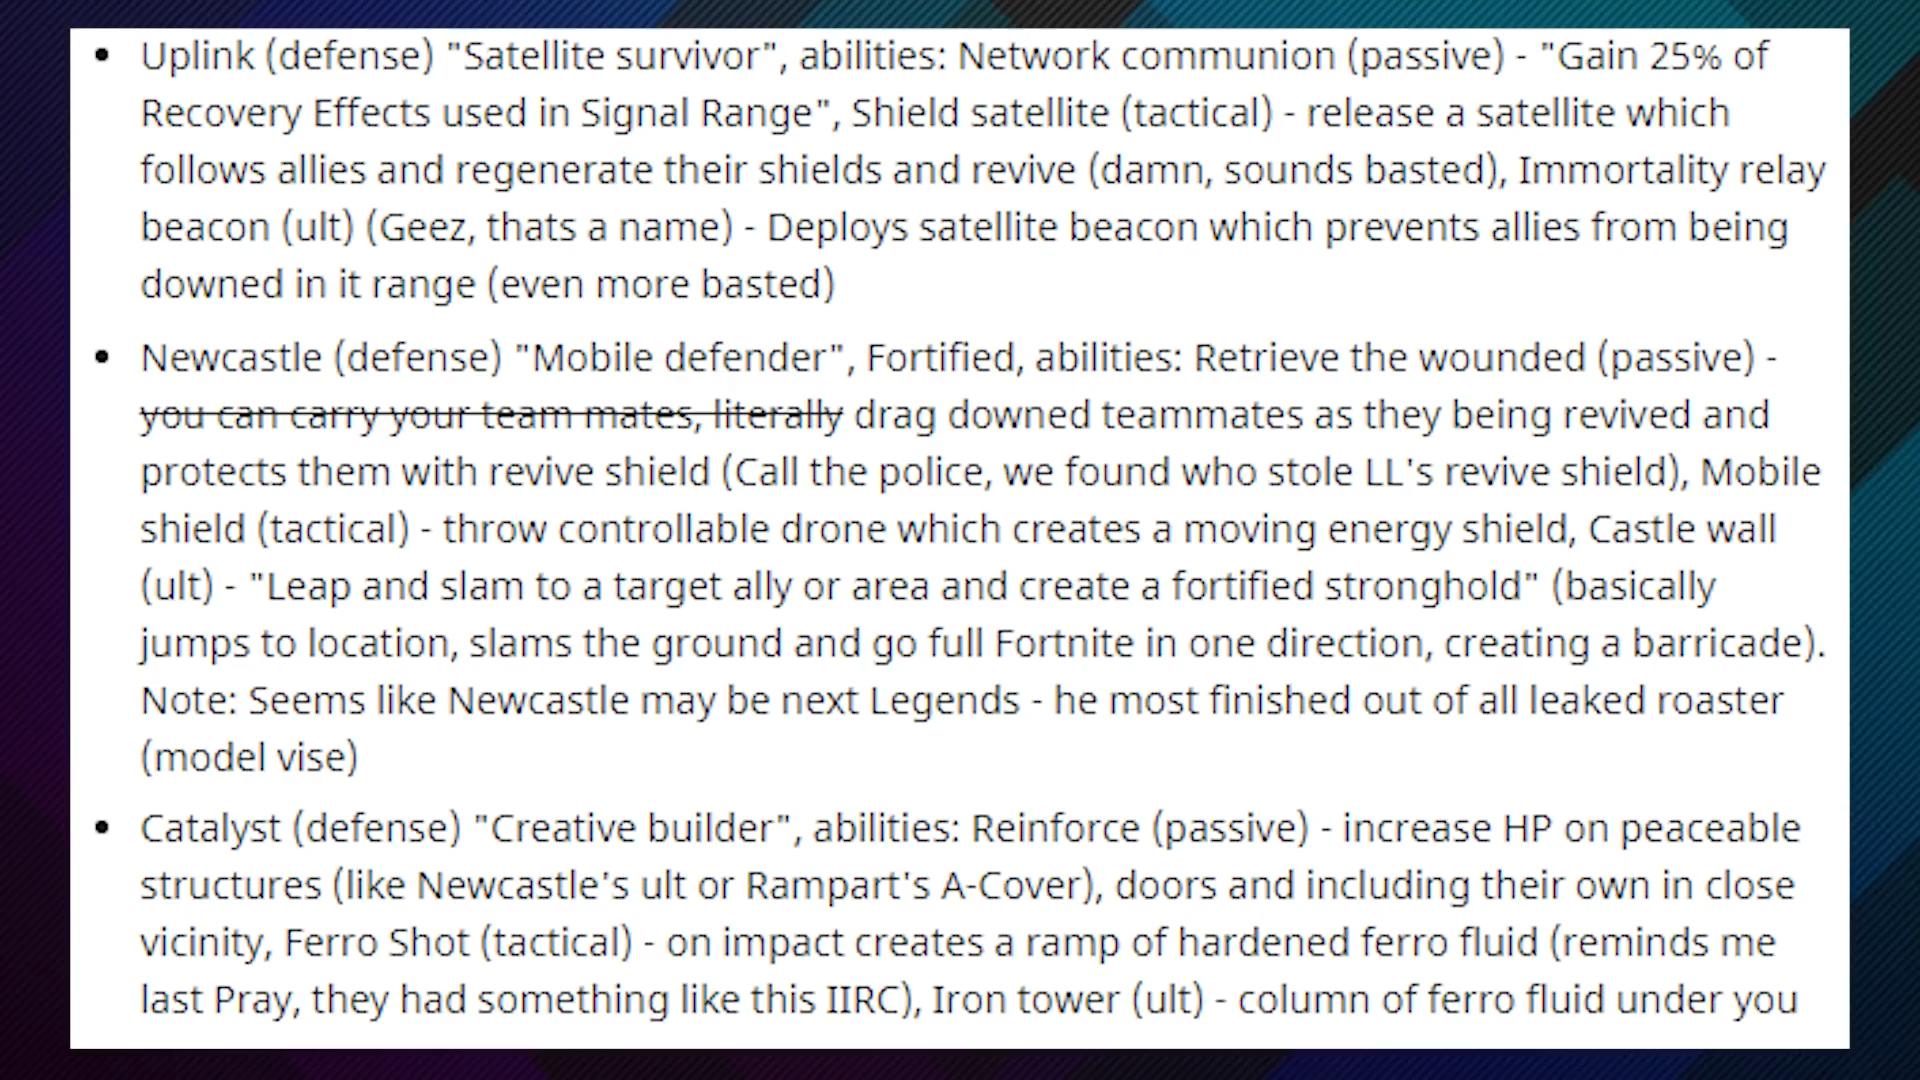 • Uplink (defense) "Satellite survivor", abilities: Network communion (passive) - "Gain 25% of
Recovery Effects used in Signal Range", Shield satellite (tactical) - release a satellite which
follows allies and regenerate their shields and revive (damn, sounds basted), Immortality relay
beacon (ult) (Geez, thats a name) - Deploys satellite beacon which prevents allies from being
downed in it range (even more basted)
• Newcastle (defense) "Mobile defender", Fortified, abilities: Retrieve the wounded (passive) -
you can carry your team mates, literally drag downed teammates as they being revived and
protects them with revive shield (Call the police, we found who stole LL's revive shield), Mobile
shield (tactical) - throw controllable drone which creates a moving energy shield, Castle wall
(ult) - "Leap and slam to a target ally or area and create a fortified stronghold" (basically
jumps to location, slams the ground and go full Fortnite in one direction, creating a barricade).
Note: Seems like Newcastle may be next Legends - he most finished out of all leaked roaster
(model vise)
• Catalyst (defense) "Creative builder", abilities: Reinforce (passive) - increase HP on peaceable
structures (like Newcastle's ult or Rampart's A-Cover), doors and including their own in close
vicinity, Ferro Shot (tactical) - on impact creates a ramp of hardened ferro fluid (reminds me
last Pray, they had something like this IIRC), Iron tower (ult) - column of ferro fluid under you